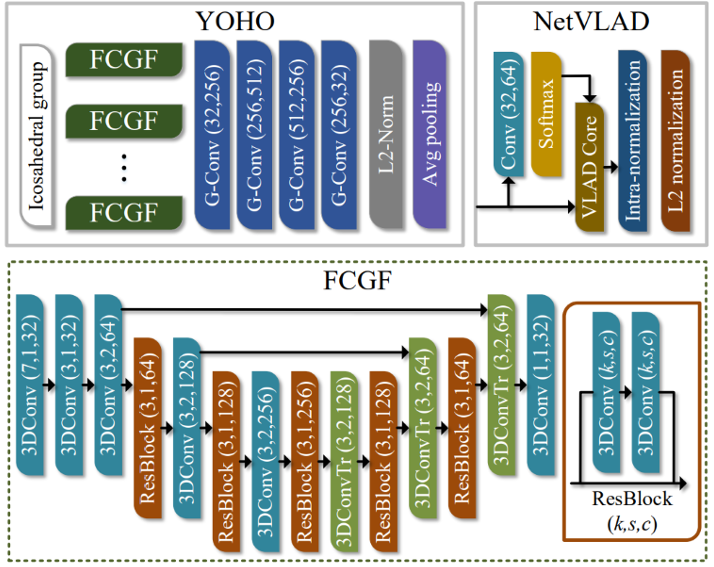 YOHO
Icosahedral group
FCGF
FCGF
...
FCGF
G-Conv (32,256)
G-Conv (256,512)
G-Conv (512,256)
G-Conv (256,32)
L2-Norm
Avg pooling
NetVLAD
Conv (32,64)
Softmax
VLAD Core
Intra-normalization
L2 normalization
FCGF
3DConv (7,1,32)
3DConv (3,1,32)
3DConv (3,2,64)
ResBlock (3,1,64)
3DConv (3,2,128)
ResBlock (3,1,128)
3DConv (3,2,256)
ResBlock (3,1,256)
3DConvTr (3,2,128)
ResBlock (3,1,128)
3DConvTr (3,2,64)
ResBlock (3,1,64)
3DConvTr (3,2,64)
3DConv (1,1,32)
3DConv (k,s,c)
3DConv (k,s,c)
ResBlock
(k,s,c)